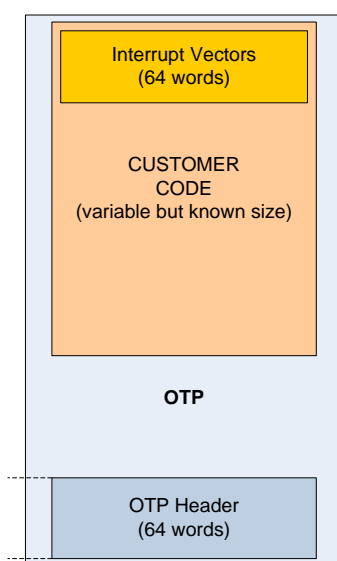 Interrupt Vectors
(64 words)
CUSTOMER
CODE
(variable but known size)
OTP
OTP Header
(64 words)